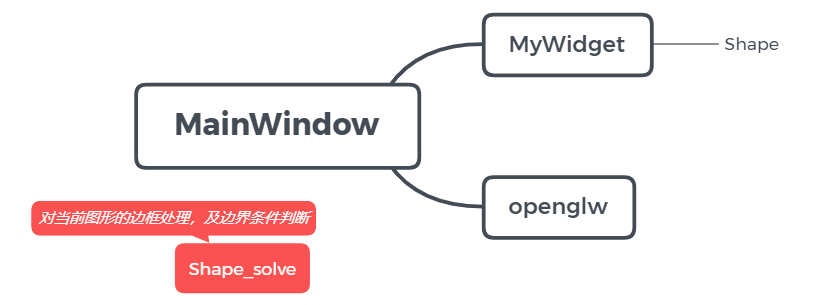 MyWidget
Shape
MainWindow
openglw
对当前图形的边框处理，及边界条件判断
Shape_solve